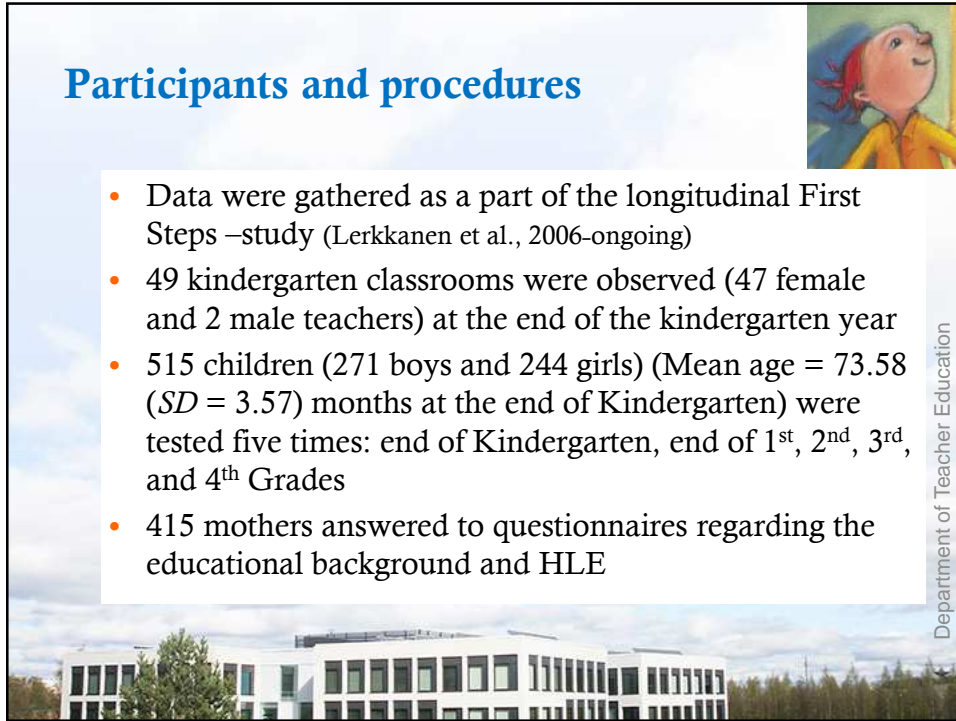 Participants and procedures
• Data were gathered as a part of the longitudinal First
Steps –study (Lerkkanen et al., 2006-ongoing)
• 49 kindergarten classrooms were observed (47 female
and 2 male teachers) at the end of the kindergarten year
• 515 children (271 boys and 244 girls) (Mean age = 73.58
(SD = 3.57) months at the end of Kindergarten) were
tested five times: end of Kindergarten, end of 1st, 2nd, 3rd,
and 4th Grades
• 415 mothers answered to questionnaires regarding the
educational background and HLE
Department of Teacher Education